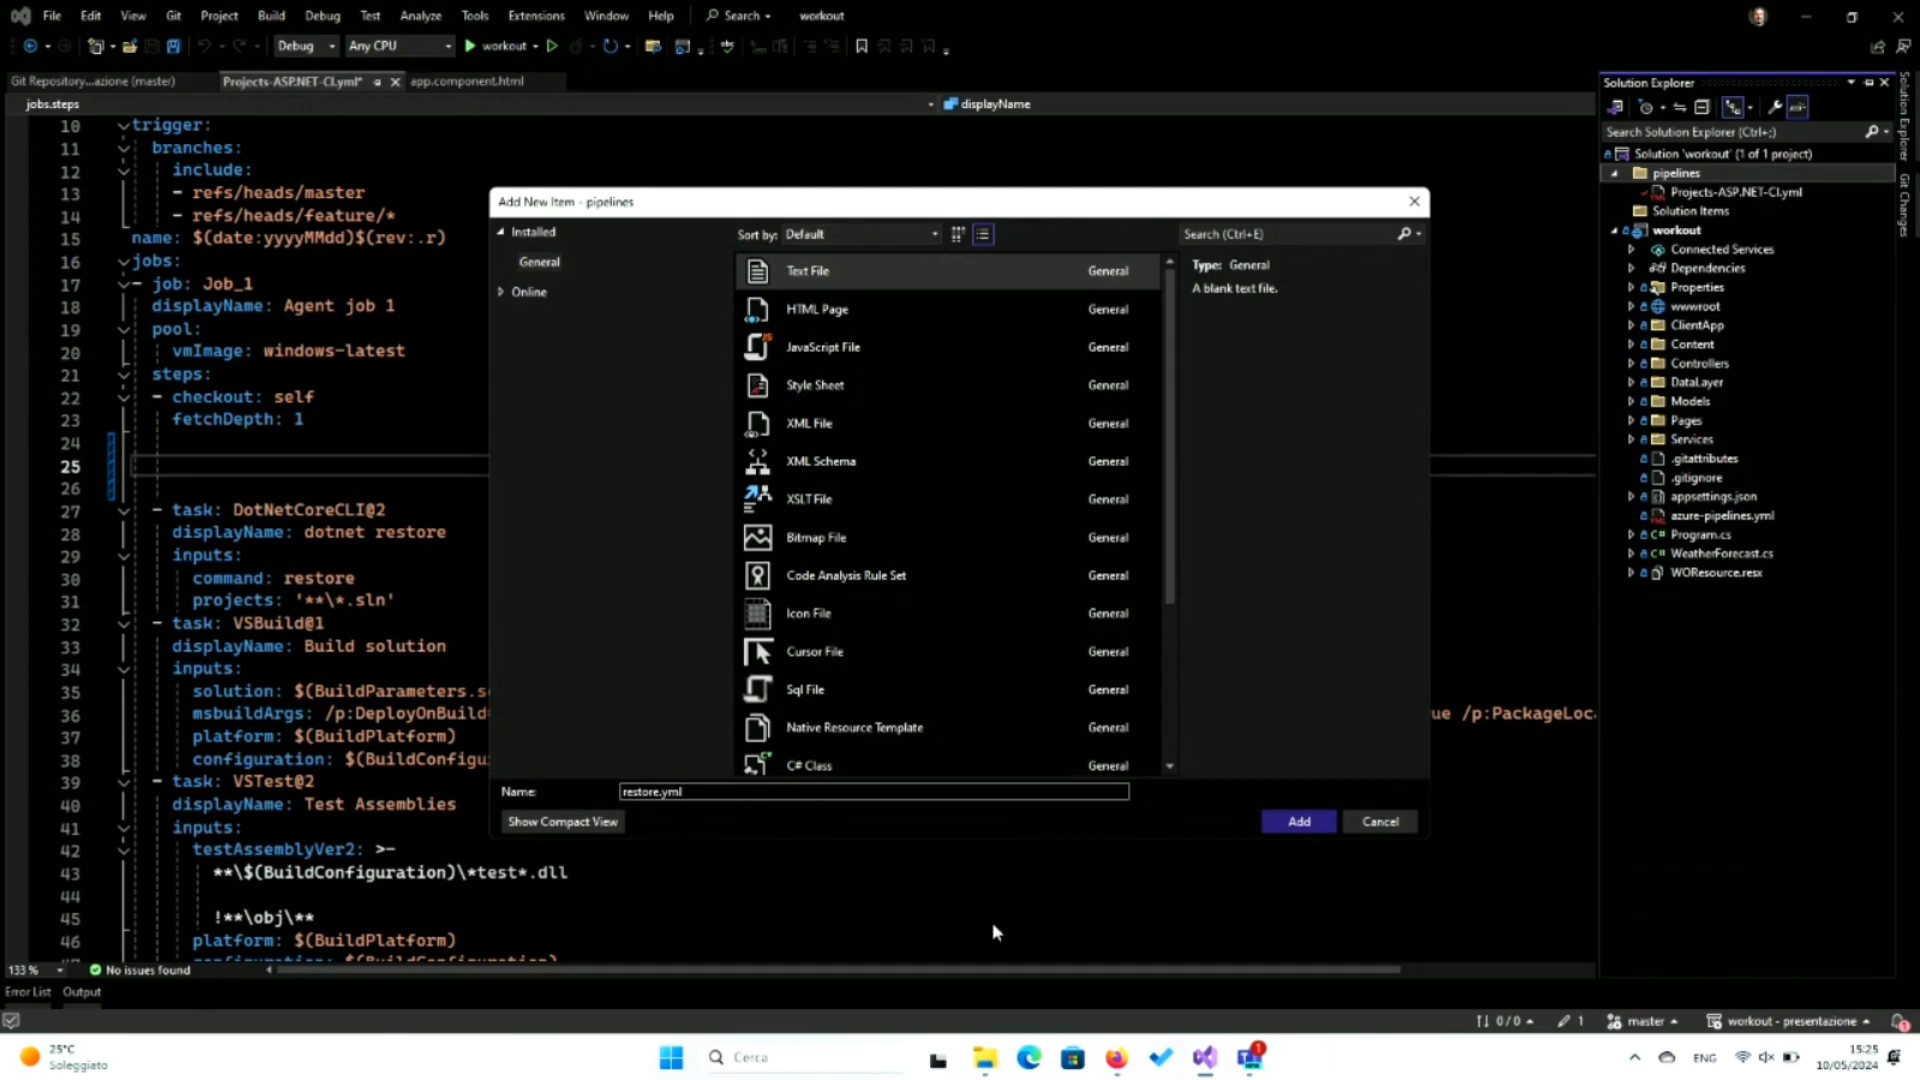 File Edit View Git Project Build Debug Test Analyze Tools Extensions Window Help Search workout
Debug Any CPU workout
Git Repository...azione (master) Projects-ASP.NET-CI.yml* app.component.html
jobs.steps displayName
10 trigger:
11 branches:
12 include:
13 - refs/heads/master
14 - refs/heads/feature/*
15 name: $(date:yyyyMMdd)$(rev:.r)
16 jobs:
17 - job: Job_1
18 displayName: Agent job 1
19 pool:
20 vmImage: windows-latest
21 steps:
22 - checkout: self
23 fetchDepth: 1
24
25
26
27 - task: DotNetCoreCLI@2
28 displayName: dotnet restore
29 inputs:
30 command: restore
31 projects: '**\*.sln'
32 - task: VSBuild@1
33 displayName: Build solution
34 inputs:
35 solution: $(BuildParameters.s
36 msbuildArgs: /p:DeployOnBuild ue /p:PackageLoc
37 platform: $(BuildPlatform)
38 configuration: $(BuildConfigu
39 - task: VSTest@2
40 displayName: Test Assemblies
41 inputs:
42 testAssemblyVer2: >-
43 **\$(BuildConfiguration)\*test*.dll
44
45 !**\obj\**
46 platform: $(BuildPlatform)
configuration: $(BuildConfiguration)
Add New Item - pipelines
Installed
General
Online
Sort by: Default
Search (Ctrl+E)
Text File General
HTML Page General
JavaScript File General
Style Sheet General
XML File General
XML Schema General
XSLT File General
Bitmap File General
Code Analysis Rule Set General
Icon File General
Cursor File General
Sql File General
Native Resource Template General
C# Class General
Type: General
A blank text file.
Name: restore.yml
Show Compact View Add Cancel
Solution Explorer
Search Solution Explorer (Ctrl+;)
Solution 'workout' (1 of 1 project)
pipelines
Projects-ASP.NET-CI.yml
Solution Items
workout
Connected Services
Dependencies
Properties
wwwroot
ClientApp
Content
Controllers
DataLayer
Models
Pages
Services
.gitattributes
.gitignore
appsettings.json
azure-pipelines.yml
C# Program.cs
C# WeatherForecast.cs
WOResource.resx
Solution Explorer
Git Changes
133 % No issues found
Error List Output
0 / 0 1 master workout - presentazione
25°C
Soleggiato
Cerca
ENG
15:25
10/05/2024